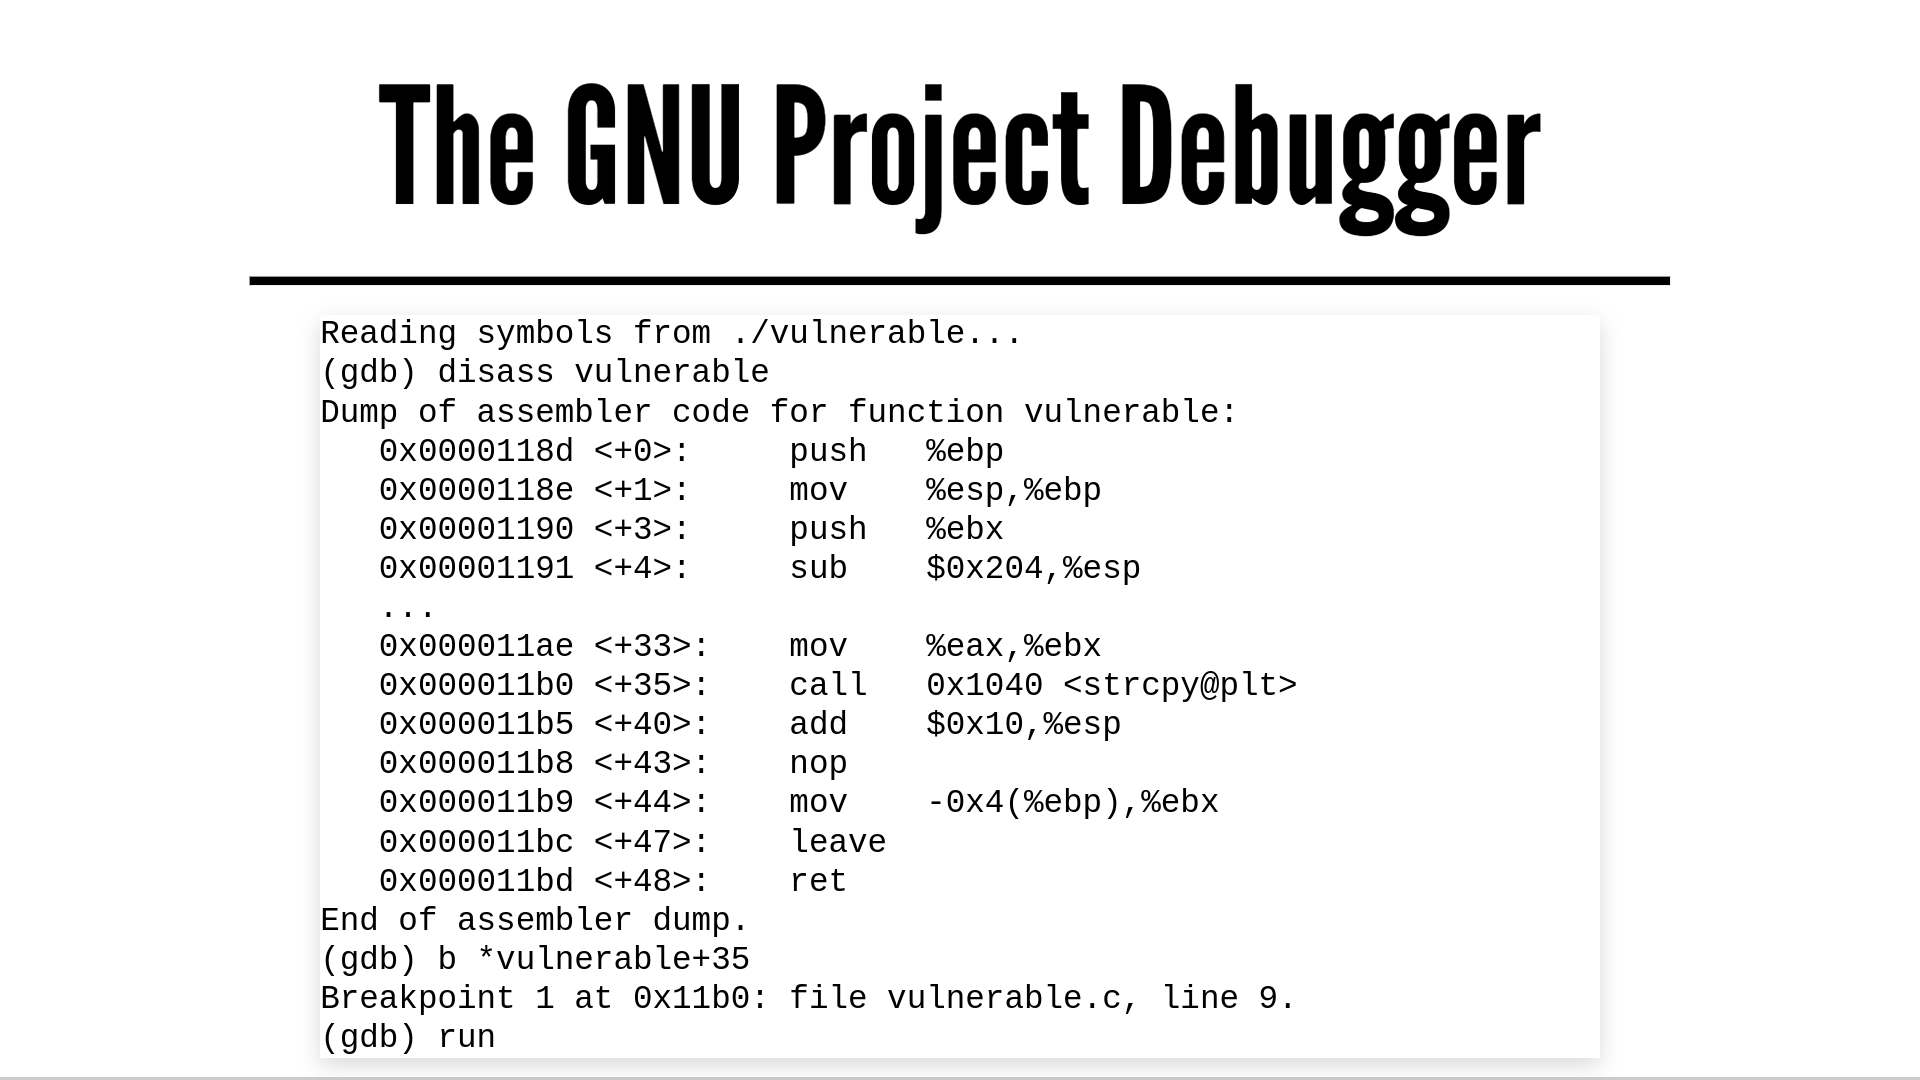 The GNU Project Debugger
Reading symbols from ./vulnerable...
(gdb) disass vulnerable
Dump of assembler code for function vulnerable:
   0x0000118d <+0>:     push   %ebp
   0x0000118e <+1>:     mov    %esp,%ebp
   0x00001190 <+3>:     push   %ebx
   0x00001191 <+4>:     sub    $0x204,%esp
   ...
   0x000011ae <+33>:    mov    %eax,%ebx
   0x000011b0 <+35>:    call   0x1040 <strcpy@plt>
   0x000011b5 <+40>:    add    $0x10,%esp
   0x000011b8 <+43>:    nop
   0x000011b9 <+44>:    mov    -0x4(%ebp),%ebx
   0x000011bc <+47>:    leave
   0x000011bd <+48>:    ret
End of assembler dump.
(gdb) b *vulnerable+35
Breakpoint 1 at 0x11b0: file vulnerable.c, line 9.
(gdb) run